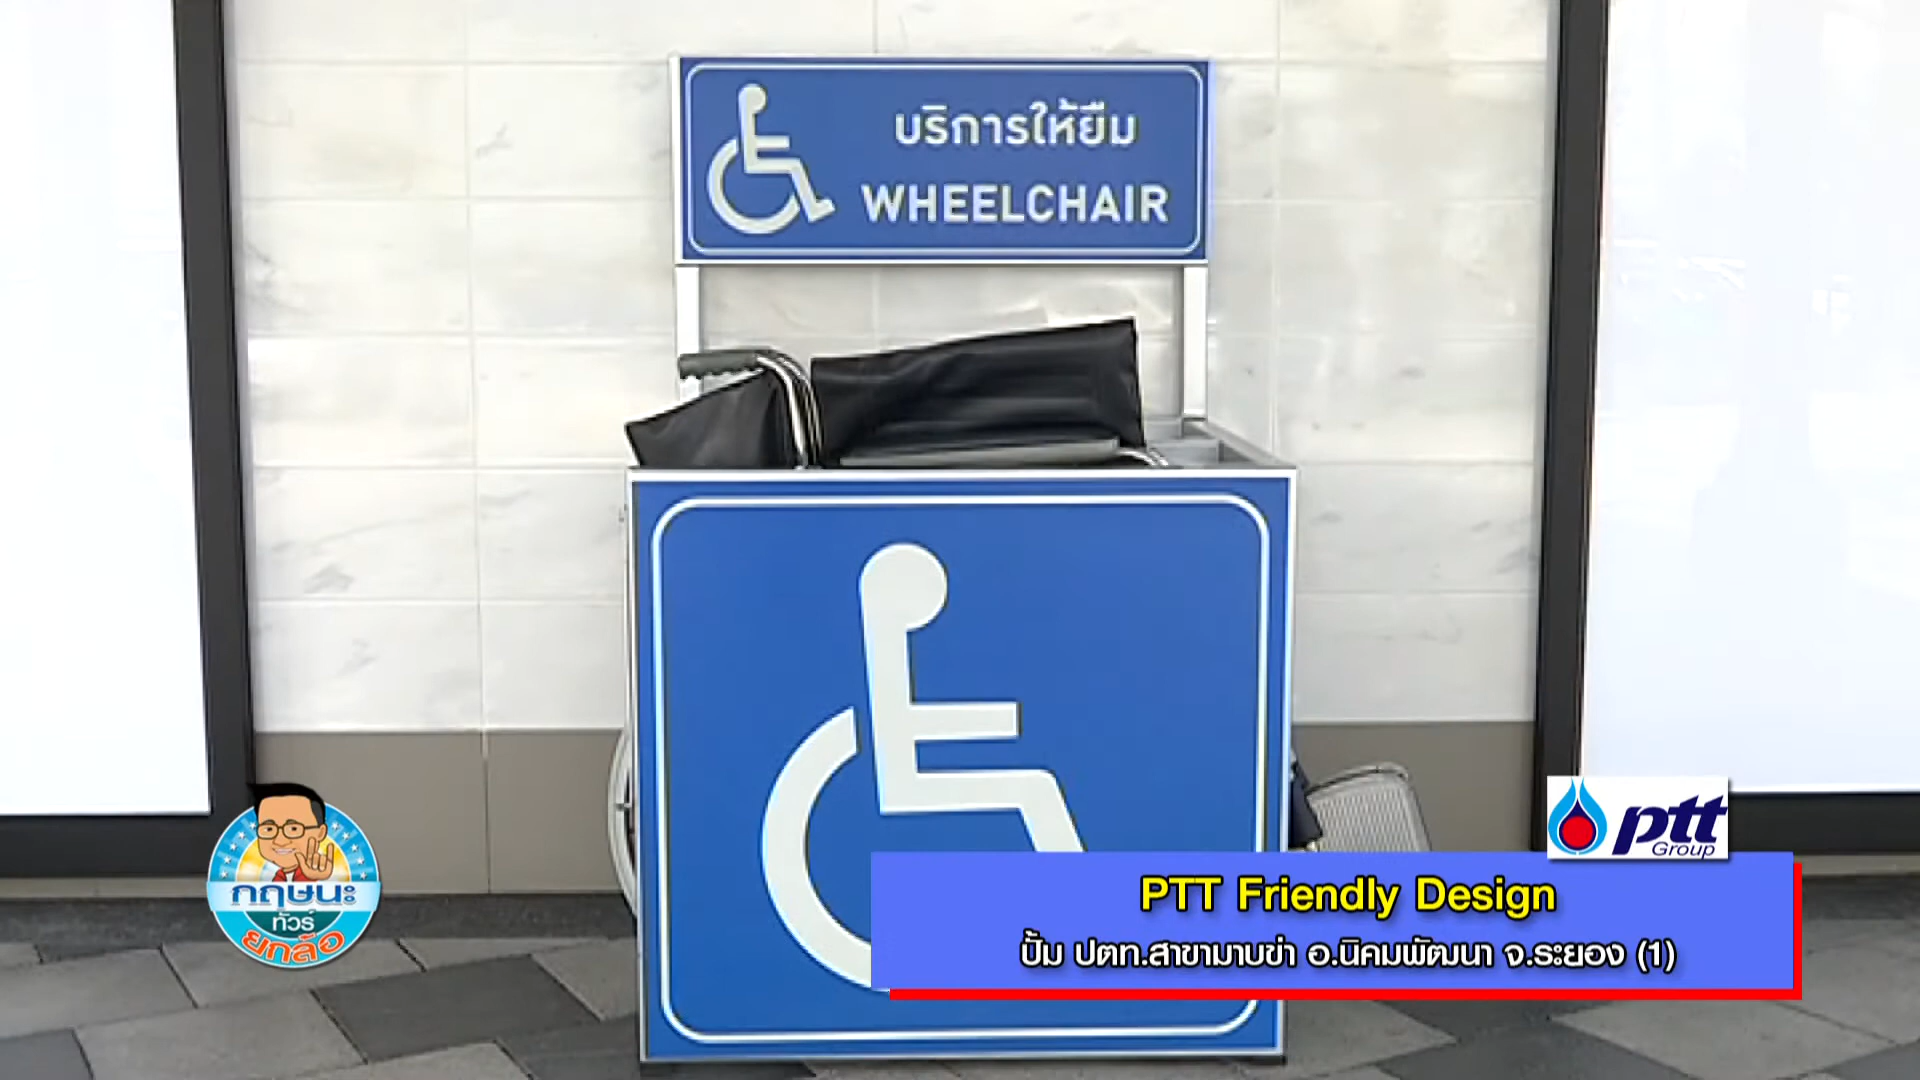 บริการให้ยืม
WHEELCHAIR
ptt
Group
PTT Friendly Design
ปั้ม ปตท.สาขามาบข่า อ.นิคมพัฒนา จ.ระยอง (1)
กฤษนะ
ทัวร์
ยกล้อ